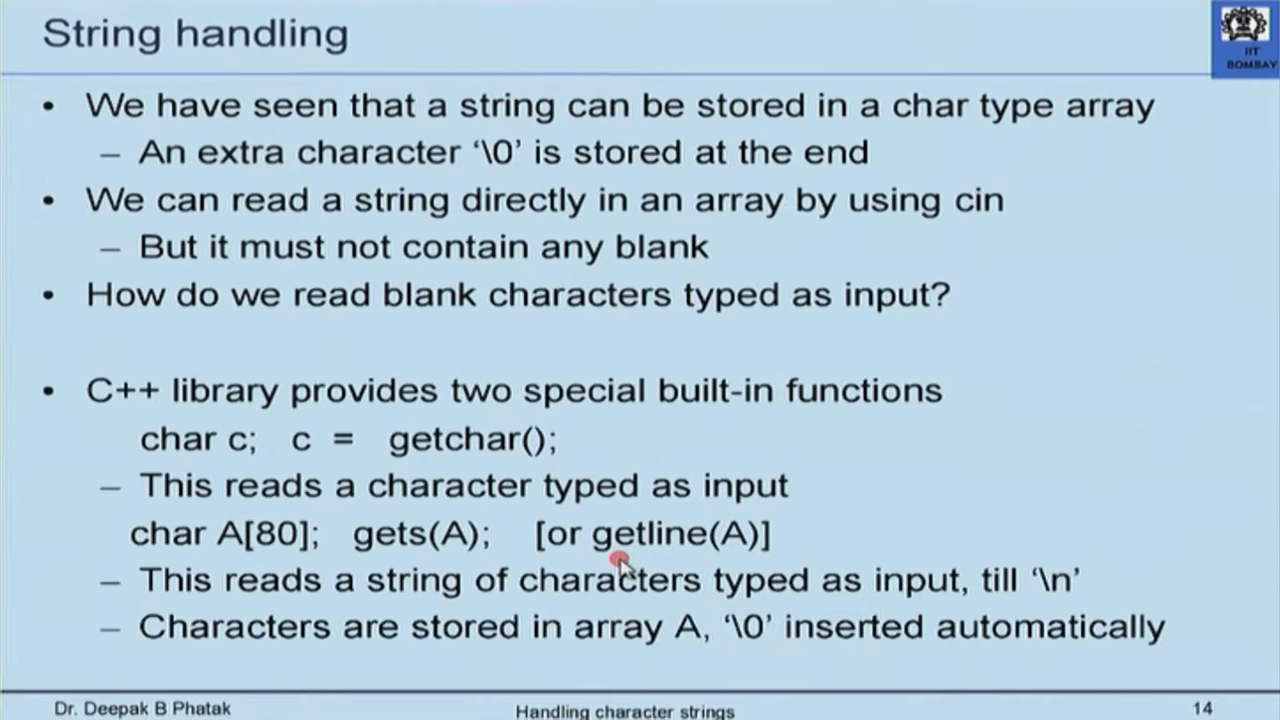 String handling
IIT
BOMBAY
• We have seen that a string can be stored in a char type array
– An extra character ‘\0’ is stored at the end
• We can read a string directly in an array by using cin
– But it must not contain any blank
• How do we read blank characters typed as input?
• C++ library provides two special built-in functions
char c; c = getchar();
– This reads a character typed as input
char A[80]; gets(A); [or getline(A)]
– This reads a string of characters typed as input, till ‘\n’
– Characters are stored in array A, ‘\0’ inserted automatically
Dr. Deepak B Phatak
Handling character strings
14